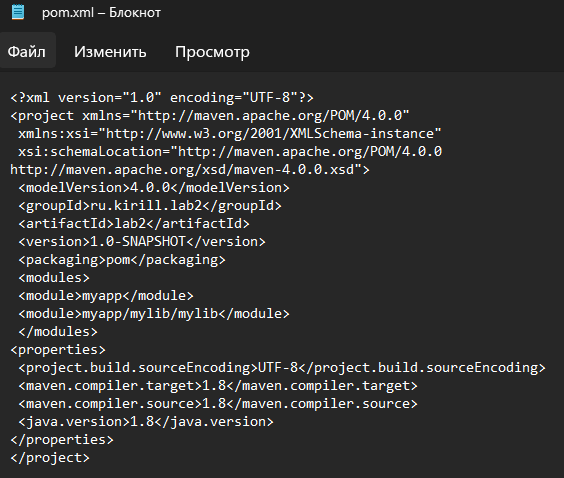 pom.xml – Блокнот
Файл Изменить Просмотр
<?xml version="1.0" encoding="UTF-8"?>
<project xmlns="http://maven.apache.org/POM/4.0.0"
 xmlns:xsi="http://www.w3.org/2001/XMLSchema-instance"
 xsi:schemaLocation="http://maven.apache.org/POM/4.0.0
http://maven.apache.org/xsd/maven-4.0.0.xsd">
 <modelVersion>4.0.0</modelVersion>
 <groupId>ru.kirill.lab2</groupId>
 <artifactId>lab2</artifactId>
 <version>1.0-SNAPSHOT</version>
 <packaging>pom</packaging>
 <modules>
 <module>myapp</module>
 <module>myapp/mylib/mylib</module>
 </modules>
<properties>
 <project.build.sourceEncoding>UTF-8</project.build.sourceEncoding>
 <maven.compiler.target>1.8</maven.compiler.target>
 <maven.compiler.source>1.8</maven.compiler.source>
 <java.version>1.8</java.version>
</properties>
</project>